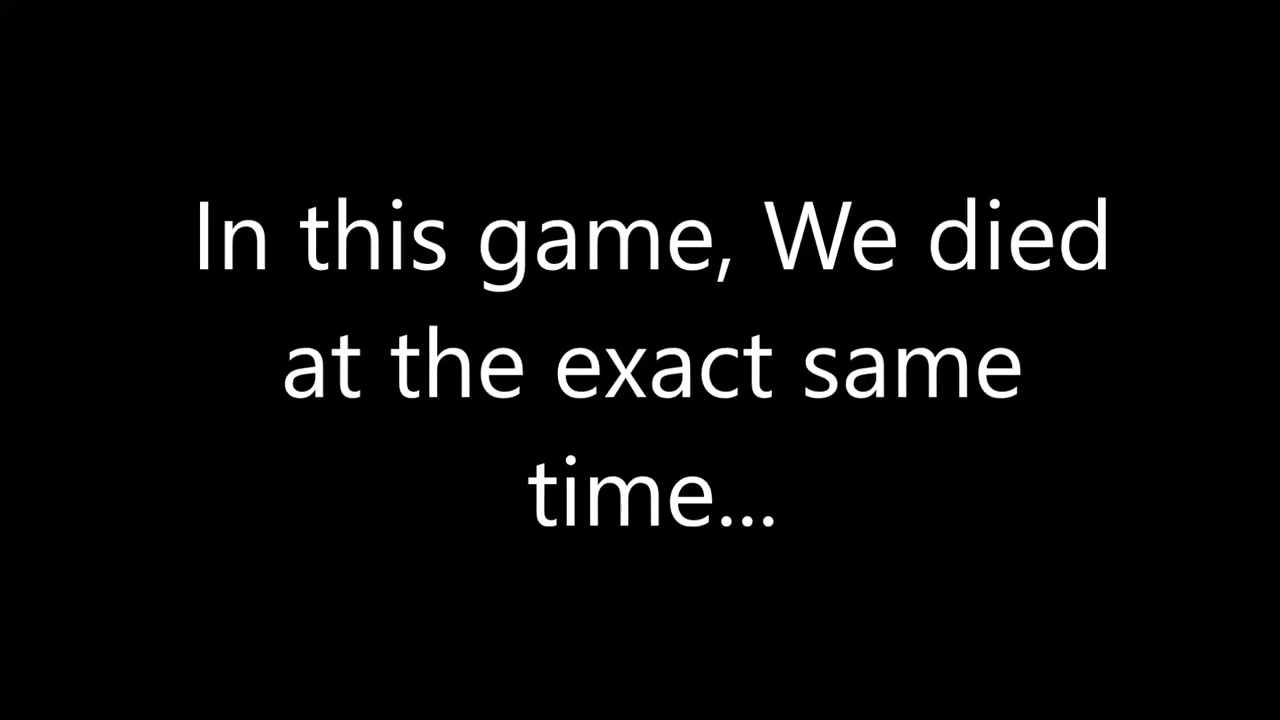 In this game, We died
at the exact same
time...